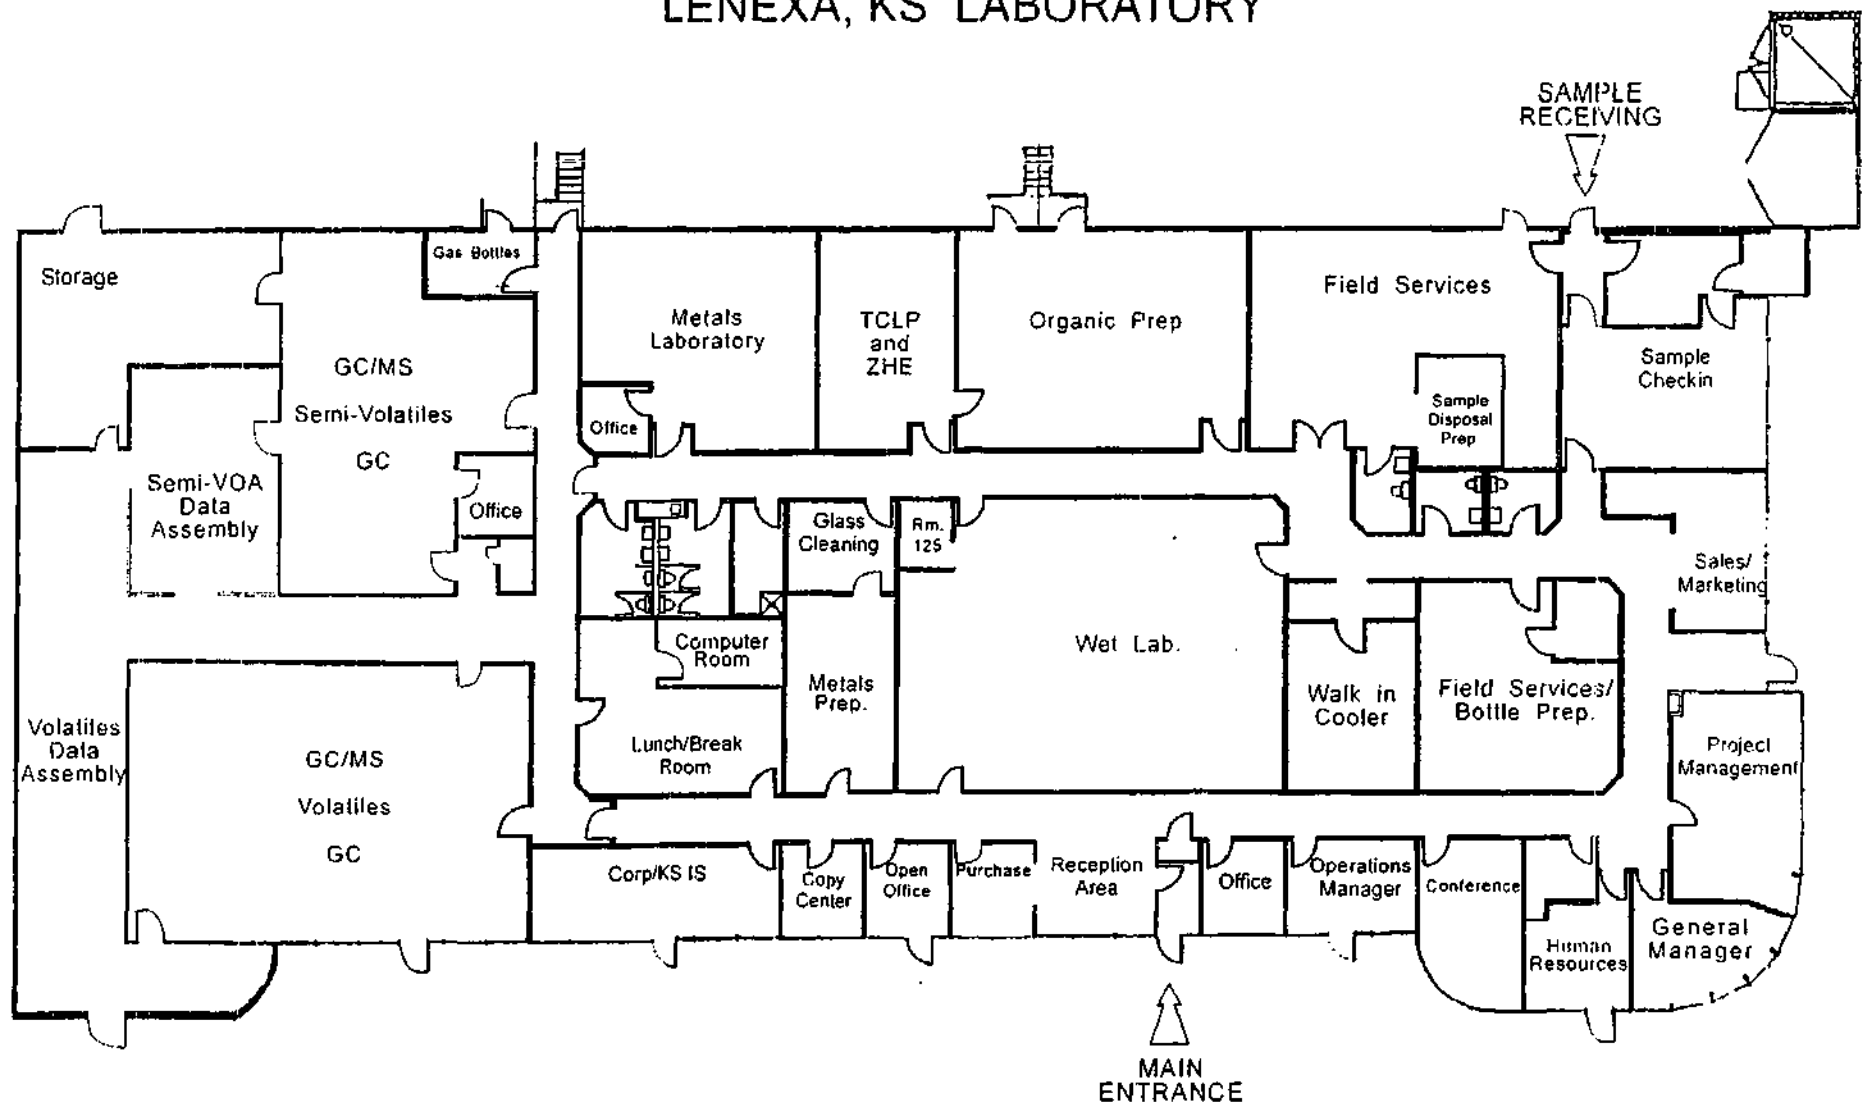 LENEXA, KS LABORATORY
SAMPLE
RECEIVING
Storage
Gas Bottles
GC/MS
Semi-Volatiles
GC
Semi-VOA
Data
Assembly
Office
Metals
Laboratory
Office
TCLP
and
ZHE
Organic Prep
Field Services
Sample
Disposal
Prep
Sample
Checkin
Glass
Cleaning
Rm.
125
Computer
Room
Metals
Prep.
Lunch/Break
Room
Wet Lab.
Walk in
Cooler
Field Services/
Bottle Prep.
Sales/
Marketing
Project
Management
Volatiles
Data
Assembly
GC/MS
Volatiles
GC
Corp/KS IS
Copy
Center
Open
Office
Purchase
Reception
Area
Office
Operations
Manager
Conference
Human
Resources
General
Manager
MAIN
ENTRANCE